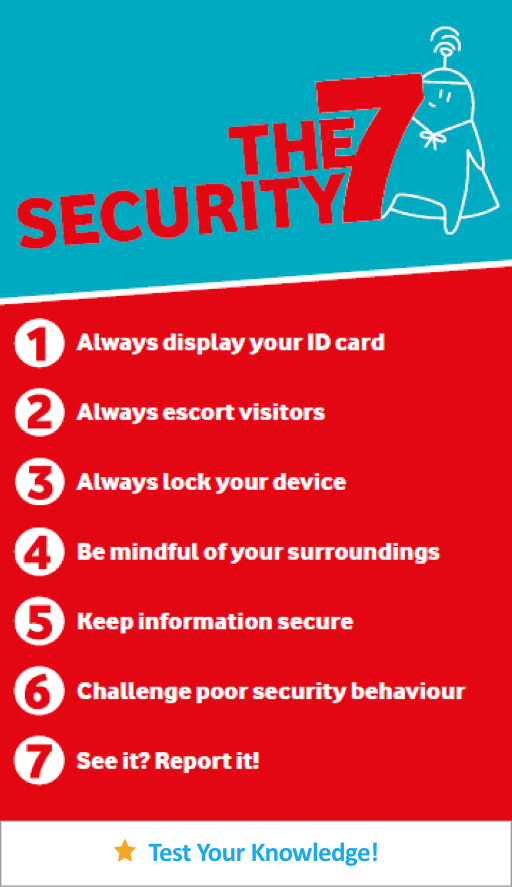 THE
SECURITY 7
1 Always display your ID card
2 Always escort visitors
3 Always lock your device
4 Be mindful of your surroundings
5 Keep information secure
6 Challenge poor security behaviour
7 See it? Report it!
Test Your Knowledge!